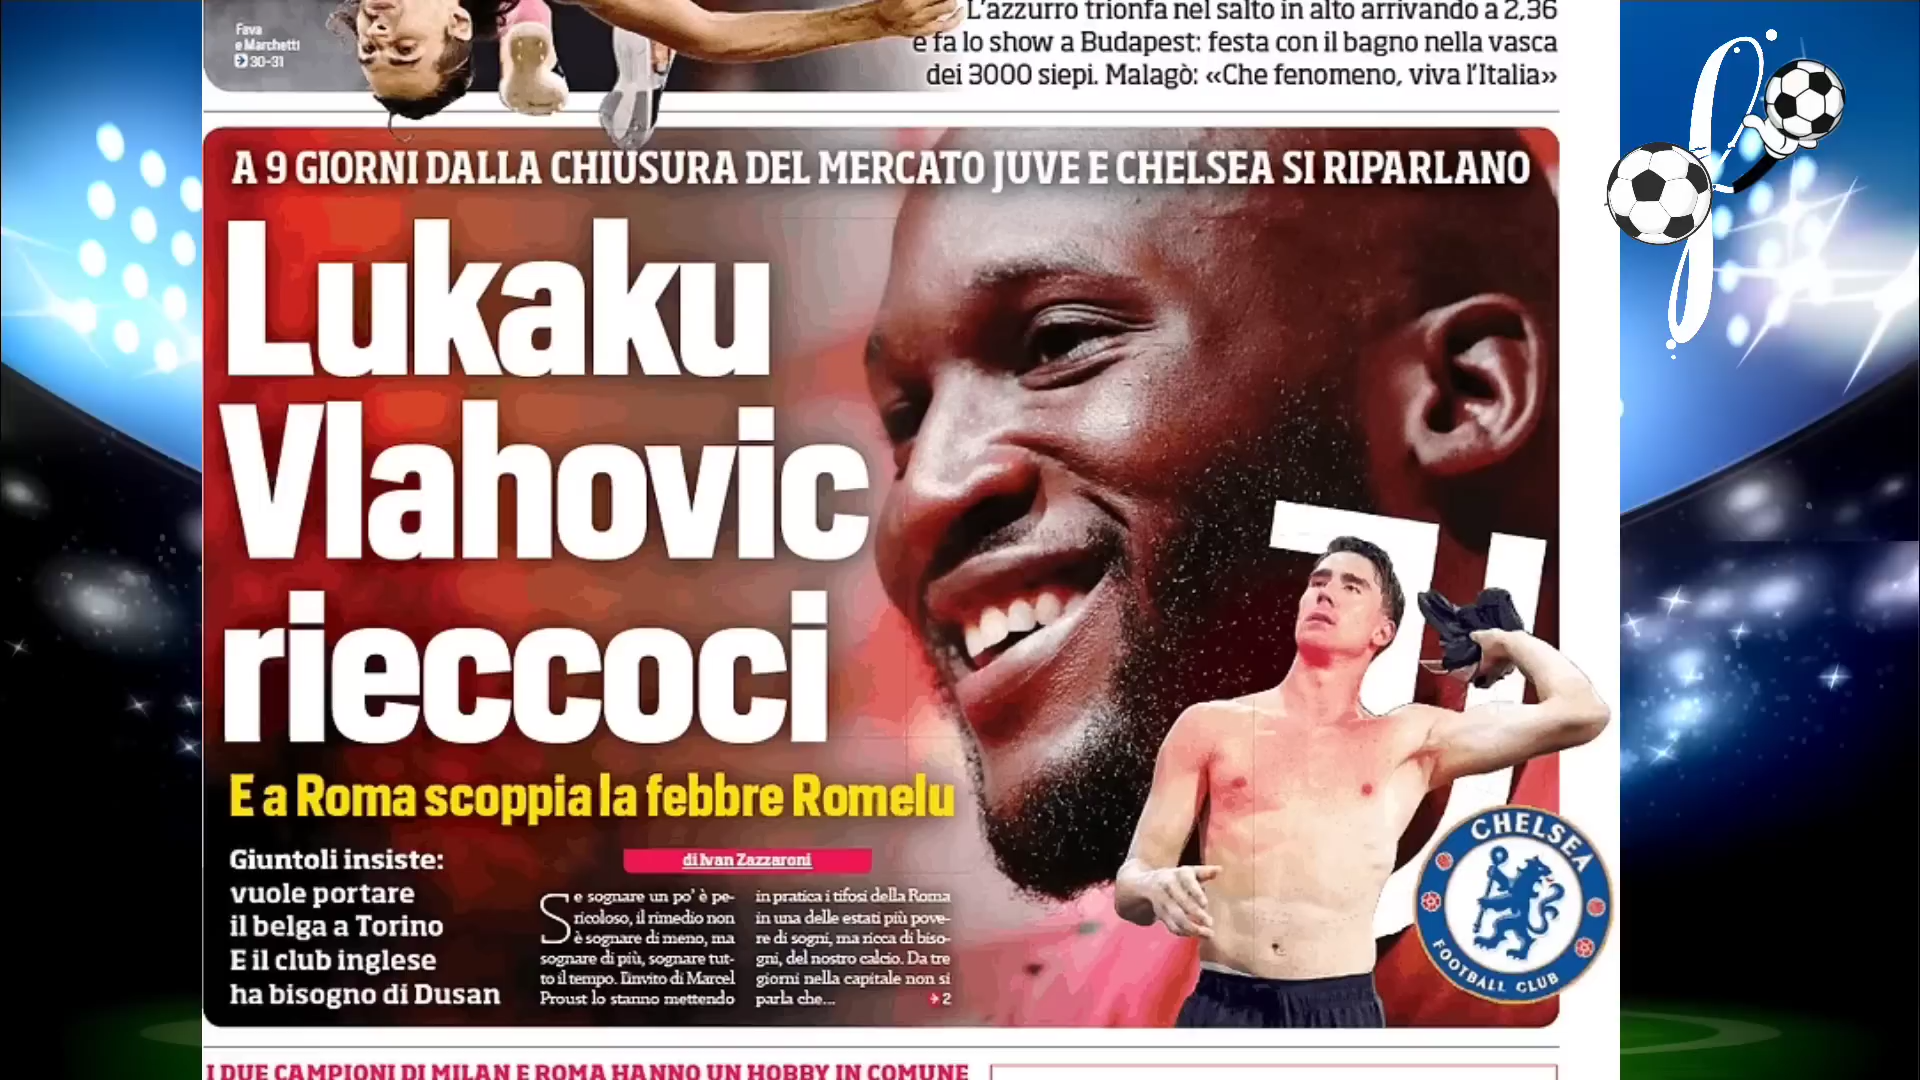 Fava
e Marchetti
30-31
L'azzurro trionfa nel salto in alto arrivando a 2,36
e fa lo show a Budapest: festa con il bagno nella vasca
dei 3000 siepi. Malagò: «Che fenomeno, viva l'Italia»
A 9 GIORNI DALLA CHIUSURA DEL MERCATO JUVE E CHELSEA SI RIPARLANO
Lukaku
Vlahovic
rieccoci
E a Roma scoppia la febbre Romelu
Giuntoli insiste:
vuole portare
il belga a Torino
E il club inglese
ha bisogno di Dusan
di Ivan Zazzaroni
Se sognare un po' è pe-
ricoloso, il rimedio non
è sognare di meno, ma
sognare di più, sognare tut-
to il tempo. L'invito di Marcel
Proust lo stanno mettendo
in pratica i tifosi della Roma
in una delle estati più pove-
re di sogni, ma ricca di biso-
gni, del nostro calcio. Da tre
giorni nella capitale non si
parla che...
2
CHELSEA
FOOTBALL CLUB
I DUE CAMPIONI DI MILAN E ROMA HANNO UN HOBBY IN COMUNE